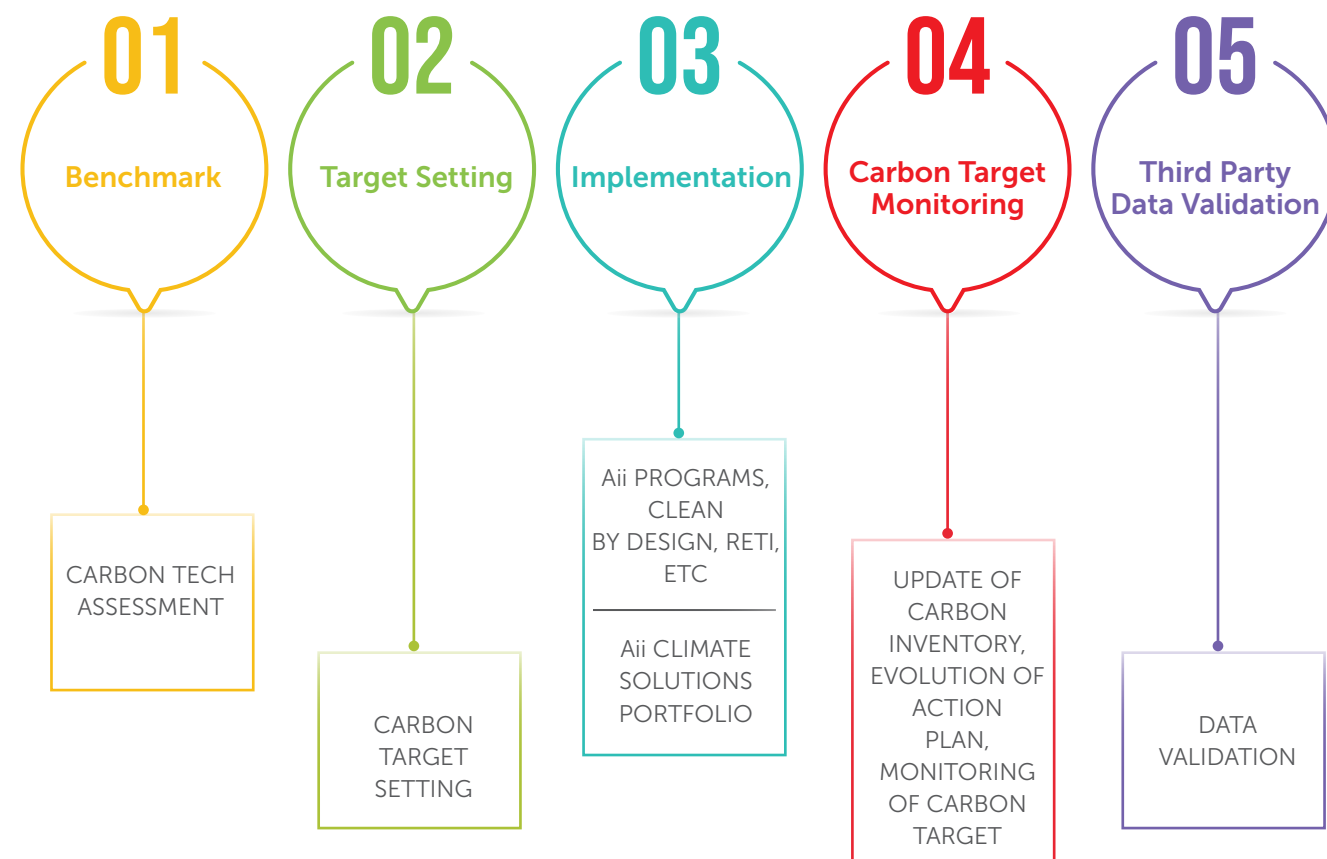 01
Benchmark
CARBON TECH
ASSESSMENT
02
Target Setting
CARBON
TARGET
SETTING
03
Implementation
Aii PROGRAMS,
CLEAN
BY DESIGN, RETI,
ETC
Aii CLIMATE
SOLUTIONS
PORTFOLIO
04
Carbon Target
Monitoring
UPDATE OF
CARBON
INVENTORY,
EVOLUTION OF
ACTION
PLAN,
MONITORING
OF CARBON
TARGET
05
Third Party
Data Validation
DATA
VALIDATION